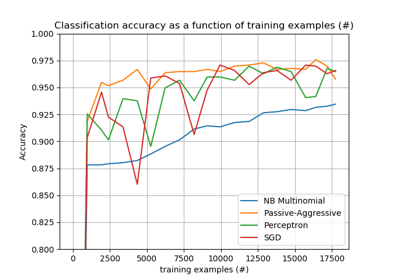 Classification accuracy as a function of training examples (#)
1.000
0.975
0.950
0.925
0.900
0.875
0.850
0.825
0.800
Accuracy
NB Multinomial
Passive-Aggressive
Perceptron
SGD
0 2500 5000 7500 10000 12500 15000 17500
training examples (#)